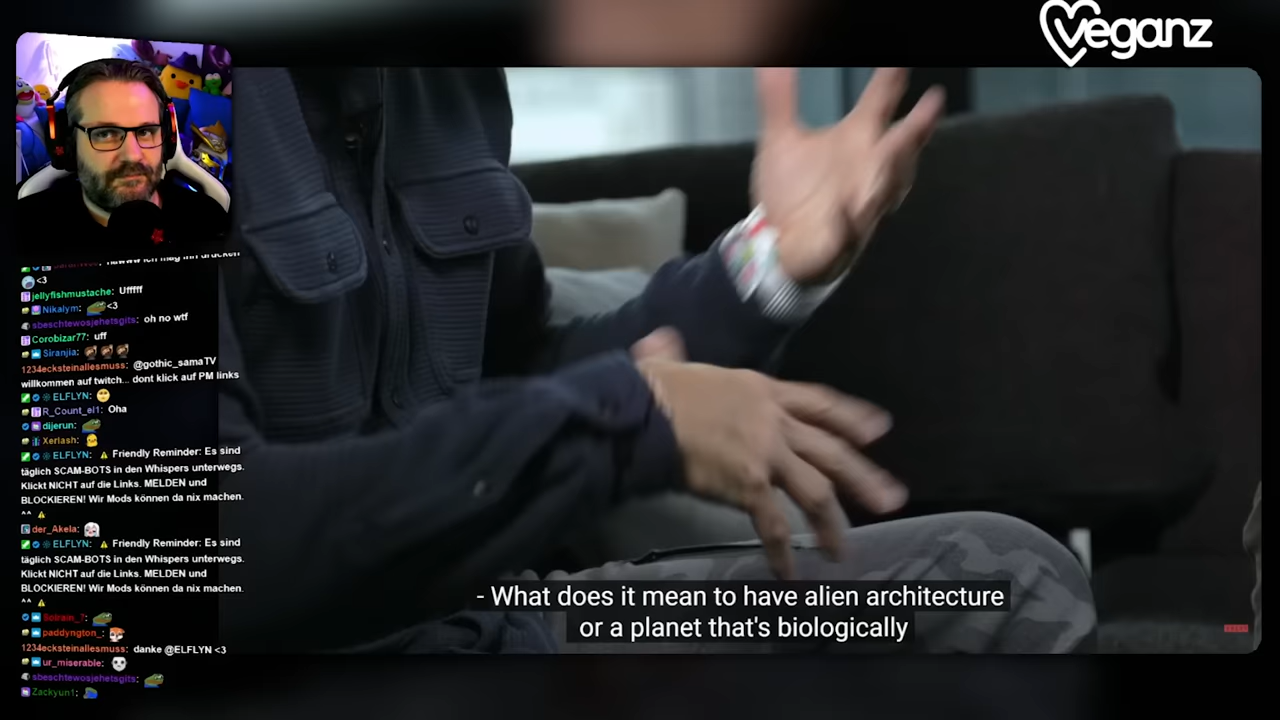 Veganz
<3
jellyfishmustache: Ufffff
Nikalym: <3
sbeschtewosjehetsgits: oh no wtf
Corobizar77: uff
Siranjia:
1234ecksteinallesmuss: @gothic_samaTV
willkommen auf twitch... dont klick auf PM links
ELFLYN:
R_Count_el1: Oha
dijerun:
Xerlash:
ELFLYN: Friendly Reminder: Es sind
täglich SCAM-BOTS in den Whispers unterwegs.
Klickt NICHT auf die Links. MELDEN und
BLOCKIEREN! Wir Mods können da nix machen.
^^
der_Akela:
ELFLYN: Friendly Reminder: Es sind
täglich SCAM-BOTS in den Whispers unterwegs.
Klickt NICHT auf die Links. MELDEN und
BLOCKIEREN! Wir Mods können da nix machen.
^^
paddyngton_:
1234ecksteinallesmuss: danke @ELFLYN <3
ur_miserable:
sbeschtewosjehetsgits:
Zackyun1:
- What does it mean to have alien architecture
or a planet that's biologically